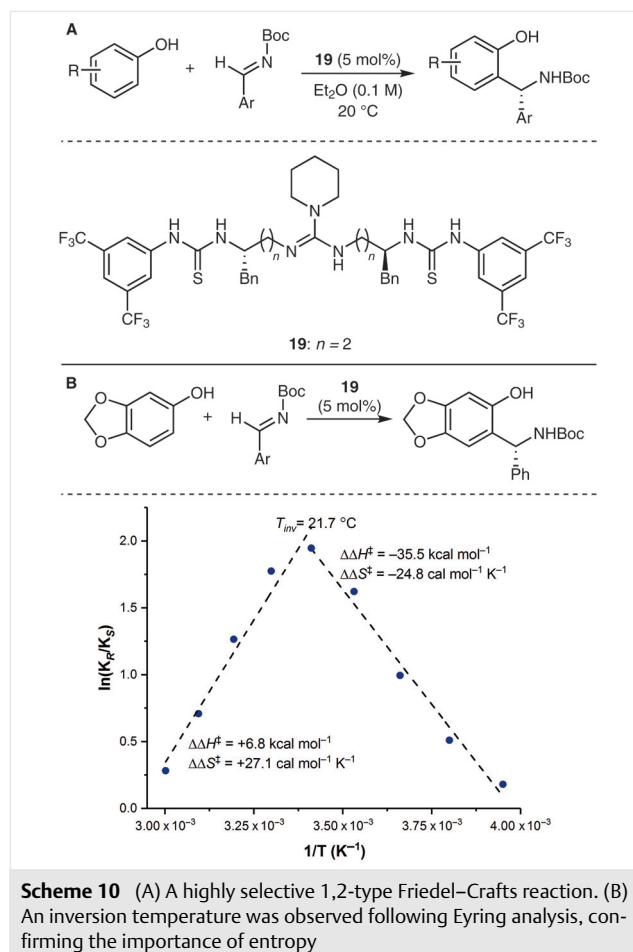 A
OH
R
+
Boc
N
H
Ar
19 (5 mol%)
Et₂O (0.1 M)
20 °C
OH
R
NHBoc
Ar
N
CF₃
H
N
H
N
S
Bn
n
N
N
H
n
Bn
H
N
S
H
N
CF₃
CF₃
CF₃
19: n = 2
B
O
O
OH
+
Boc
N
H
Ar
19
(5 mol%)
O
O
OH
NHBoc
Ph
T_inv = 21.7 °C
ΔΔH‡ = –35.5 kcal mol⁻¹
ΔΔS‡ = –24.8 cal mol⁻¹ K⁻¹
ΔΔH‡ = +6.8 kcal mol⁻¹
ΔΔS‡ = +27.1 cal mol⁻¹ K⁻¹
ln(K_R/K_S)
2.0
1.5
1.0
0.5
0.0
3.00 x 10⁻³ 3.25 x 10⁻³ 3.50 x 10⁻³ 3.75 x 10⁻³ 4.00 x 10⁻³
1/T (K⁻¹)
Scheme 10 (A) A highly selective 1,2-type Friedel–Crafts reaction. (B)
An inversion temperature was observed following Eyring analysis, con-
firming the importance of entropy